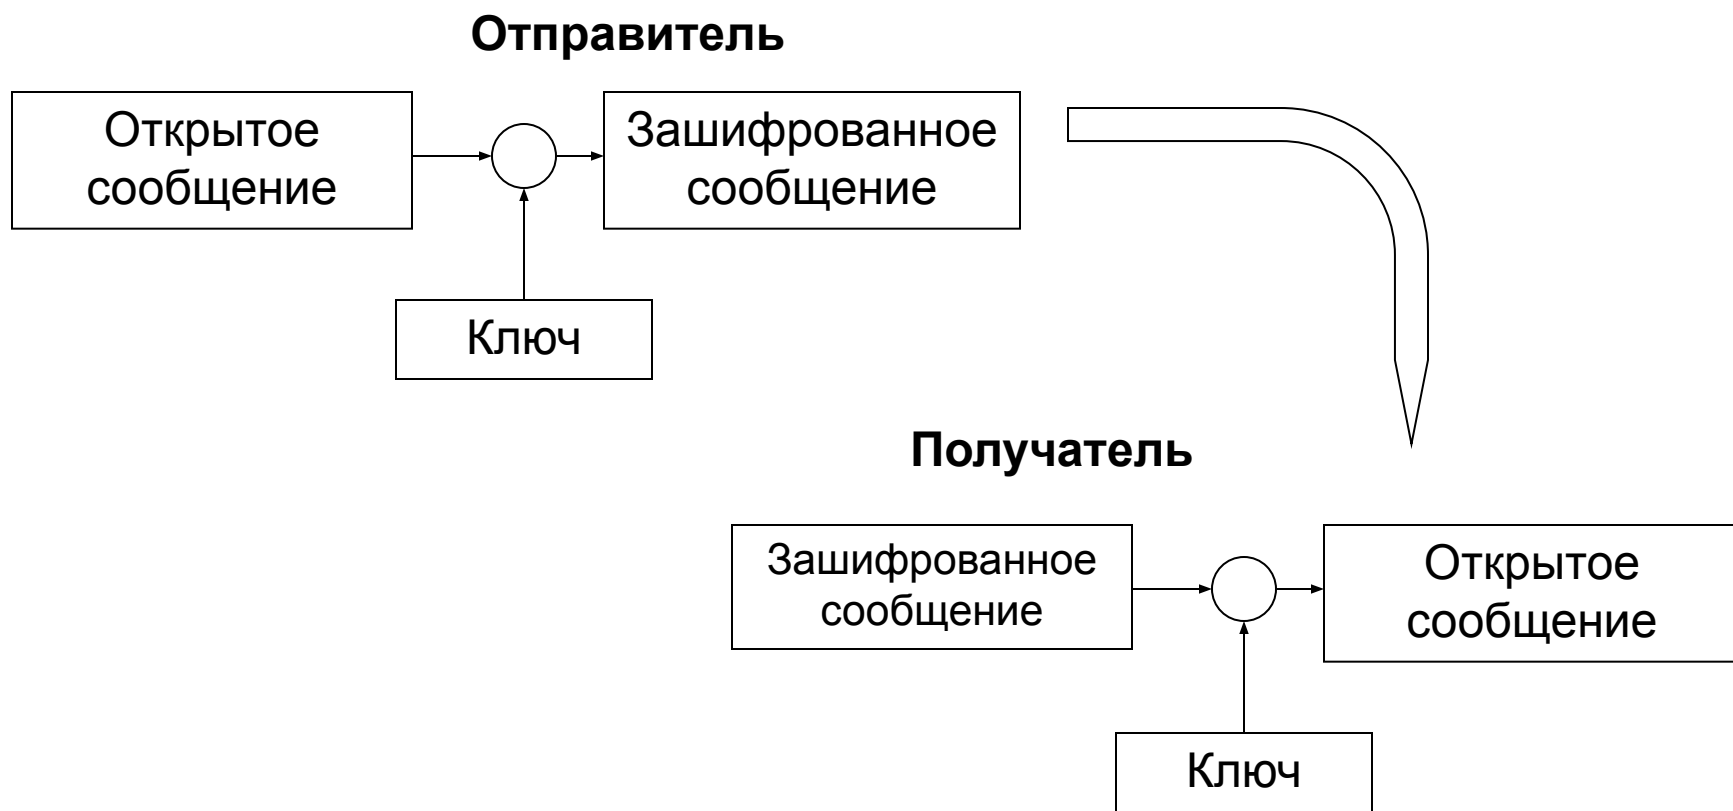 Отправитель
Открытое
сообщение
Зашифрованное
сообщение
Ключ
Получатель
Зашифрованное
сообщение
Открытое
сообщение
Ключ